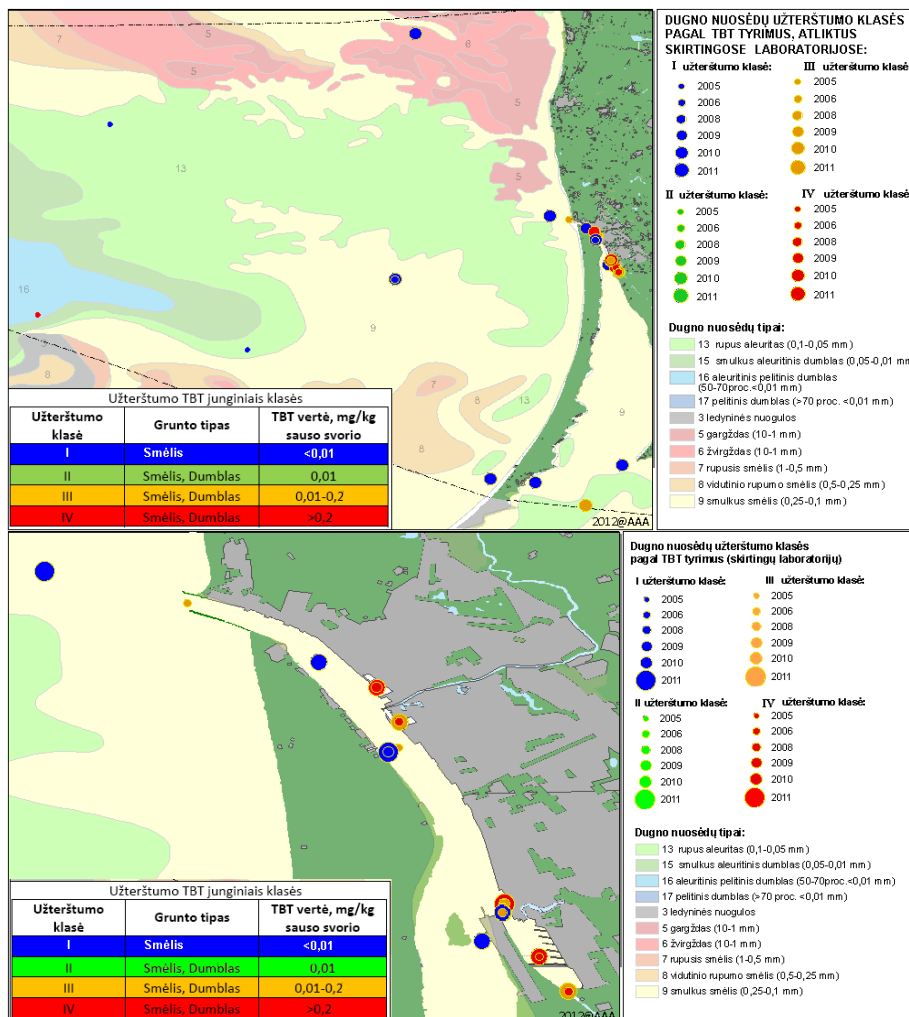 DUGNO NUOSĖDŲ UŽTERŠTUMO KLASĖS
PAGAL TBT TYRIMUS, ATLIKTUS
SKIRTINGOSE LABORATORIJOSE:
I užterštumo klasė:
2005
2006
2008
2009
2010
2011
III užterštumo klasė:
2005
2006
2008
2009
2010
2011
II užterštumo klasė:
2005
2006
2008
2009
2010
2011
IV užterštumo klasė:
2005
2006
2008
2009
2010
2011
Dugno nuosėdų tipai:
13 rupus aleuritas (0,1-0,05 mm)
15 smulkus aleuritinis dumblas (0,05-0,01 mm
16 aleuritinis pelitinis dumblas
(50-70proc.<0,01 mm)
17 pelitinis dumblas (>70 proc. <0,01 mm)
3 ledyninės nuogulos
5 gargždas (10-1 mm)
6 žvirgždas (10-1 mm)
7 rupusis smėlis (1-0,5 mm)
8 vidutinio rupumo smėlis (0,5-0,25 mm)
9 smulkus smėlis (0,25-0,1 mm)
7
5
6
5
5
13
16
9
9
8
7
13
8
8
9
Užterštumo TBT junginiais klasės
Užterštumo klasė Grunto tipas TBT vertė, mg/kg sauso svorio
I Smėlis <0,01
II Smėlis, Dumblas 0,01
III Smėlis, Dumblas 0,01-0,2
IV Smėlis, Dumblas >0,2
2012@AAA
Dugno nuosėdų užterštumo klasės
pagal TBT tyrimus (skirtingų laboratorijų)
I užterštumo klasė:
2005
2006
2008
2009
2010
2011
III užterštumo klasė:
2005
2006
2008
2009
2010
2011
II užterštumo klasė:
2005
2006
2008
2009
2010
2011
IV užterštumo klasė:
2005
2006
2008
2009
2010
2011
Dugno nuosėdų tipai:
13 rupus aleuritas (0,1-0,05 mm)
15 smulkus aleuritinis dumblas (0,05-0,01 mm)
16 aleuritinis pelitinis dumblas (50-70proc.<0,01 mm)
17 pelitinis dumblas (>70 proc. <0,01 mm)
3 ledyninės nuogulos
5 gargždas (10-1 mm)
6 žvirgždas (10-1 mm)
7 rupusis smėlis (1-0,5 mm)
8 vidutinio rupumo smėlis (0,5-0,25 mm)
9 smulkus smėlis (0,25-0,1 mm)
Užterštumo TBT junginiais klasės
Užterštumo klasė Grunto tipas TBT vertė, mg/kg sauso svorio
I Smėlis <0,01
II Smėlis, Dumblas 0,01
III Smėlis, Dumblas 0,01-0,2
IV Smėlis, Dumblas >0,2
2012@AAA